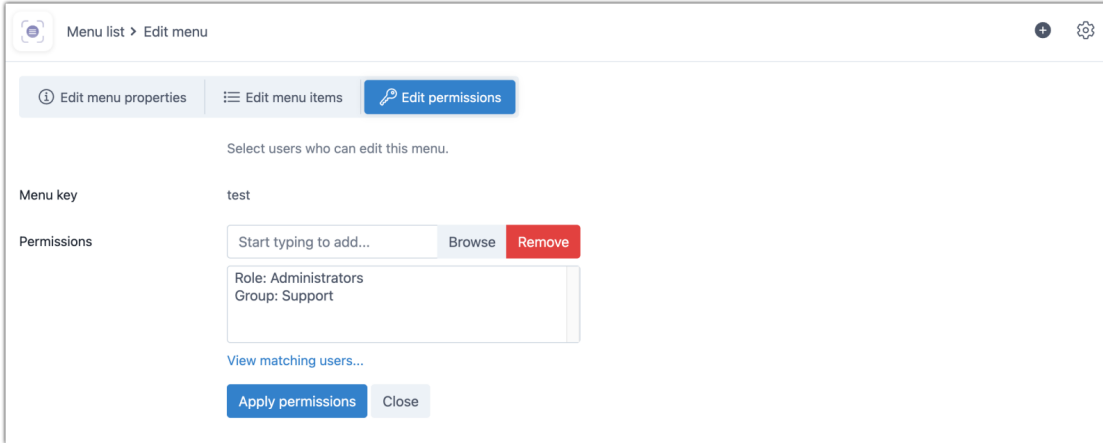 Menu list > Edit menu
Edit menu properties Edit menu items Edit permissions
Select users who can edit this menu.
Menu key test
Permissions Start typing to add... Browse Remove
Role: Administrators
Group: Support
View matching users...
Apply permissions Close